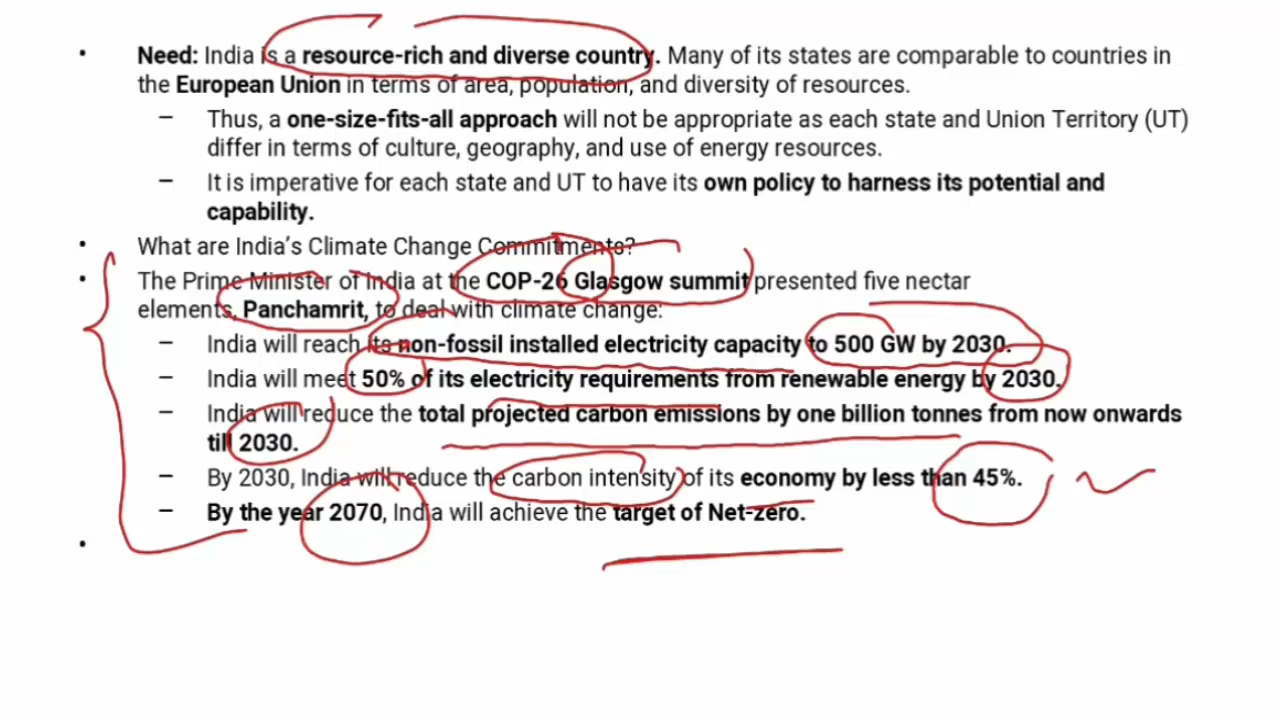 • Need: India is a resource-rich and diverse country. Many of its states are comparable to countries in
the European Union in terms of area, population, and diversity of resources.
– Thus, a one-size-fits-all approach will not be appropriate as each state and Union Territory (UT)
differ in terms of culture, geography, and use of energy resources.
– It is imperative for each state and UT to have its own policy to harness its potential and
capability.
• What are India's Climate Change Commitments?
• The Prime Minister of India at the COP-26 Glasgow summit presented five nectar
elements, Panchamrit, to deal with climate change:
– India will reach its non-fossil installed electricity capacity to 500 GW by 2030.
– India will meet 50% of its electricity requirements from renewable energy by 2030.
– India will reduce the total projected carbon emissions by one billion tonnes from now onwards
till 2030.
– By 2030, India will reduce the carbon intensity of its economy by less than 45%.
– By the year 2070, India will achieve the target of Net-zero.
•